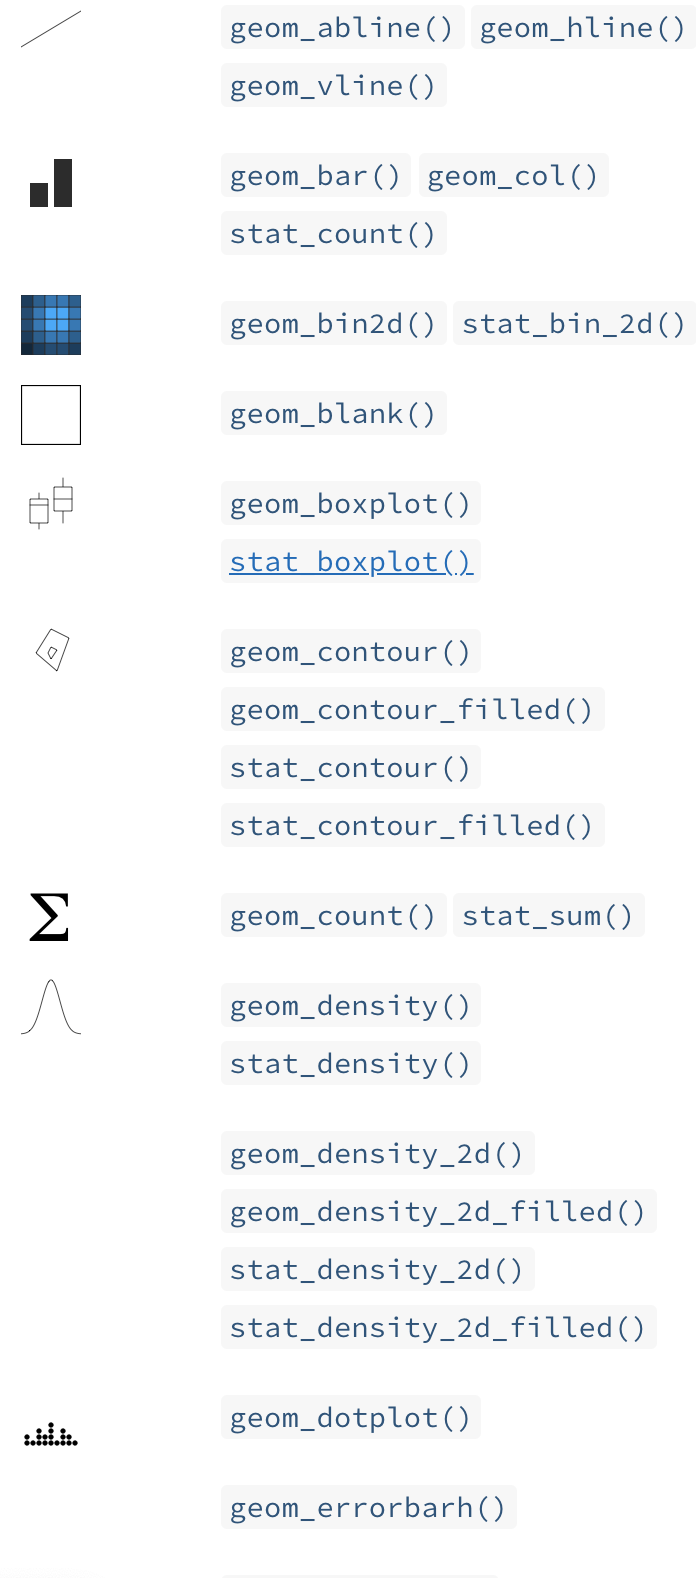 geom_abline() geom_hline()
geom_vline()
geom_bar() geom_col()
stat_count()
geom_bin2d() stat_bin_2d()
geom_blank()
geom_boxplot()
stat_boxplot()
geom_contour()
geom_contour_filled()
stat_contour()
stat_contour_filled()
Σ
geom_count() stat_sum()
geom_density()
stat_density()
geom_density_2d()
geom_density_2d_filled()
stat_density_2d()
stat_density_2d_filled()
geom_dotplot()
geom_errorbarh()